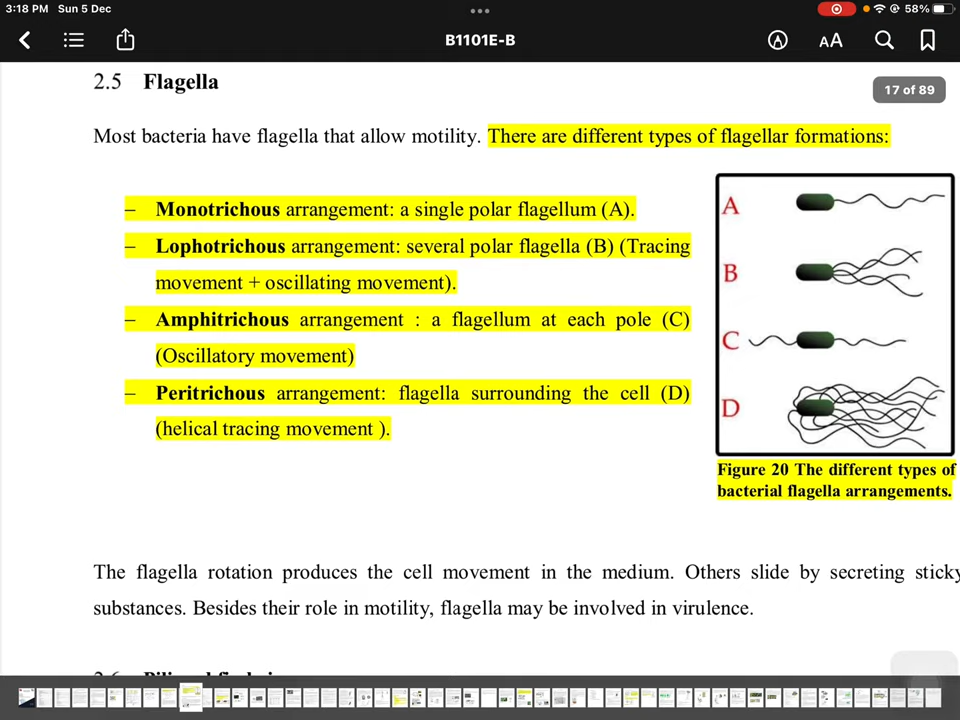 3:18 PM Sun 5 Dec
58%
B1101E-B
AA
17 of 89
2.5 Flagella
Most bacteria have flagella that allow motility. There are different types of flagellar formations:
– Monotrichous arrangement: a single polar flagellum (A).
– Lophotrichous arrangement: several polar flagella (B) (Tracing
movement + oscillating movement).
– Amphitrichous arrangement : a flagellum at each pole (C)
(Oscillatory movement)
– Peritrichous arrangement: flagella surrounding the cell (D)
(helical tracing movement ).
A
B
C
D
Figure 20 The different types of
bacterial flagella arrangements.
The flagella rotation produces the cell movement in the medium. Others slide by secreting sticky
substances. Besides their role in motility, flagella may be involved in virulence.